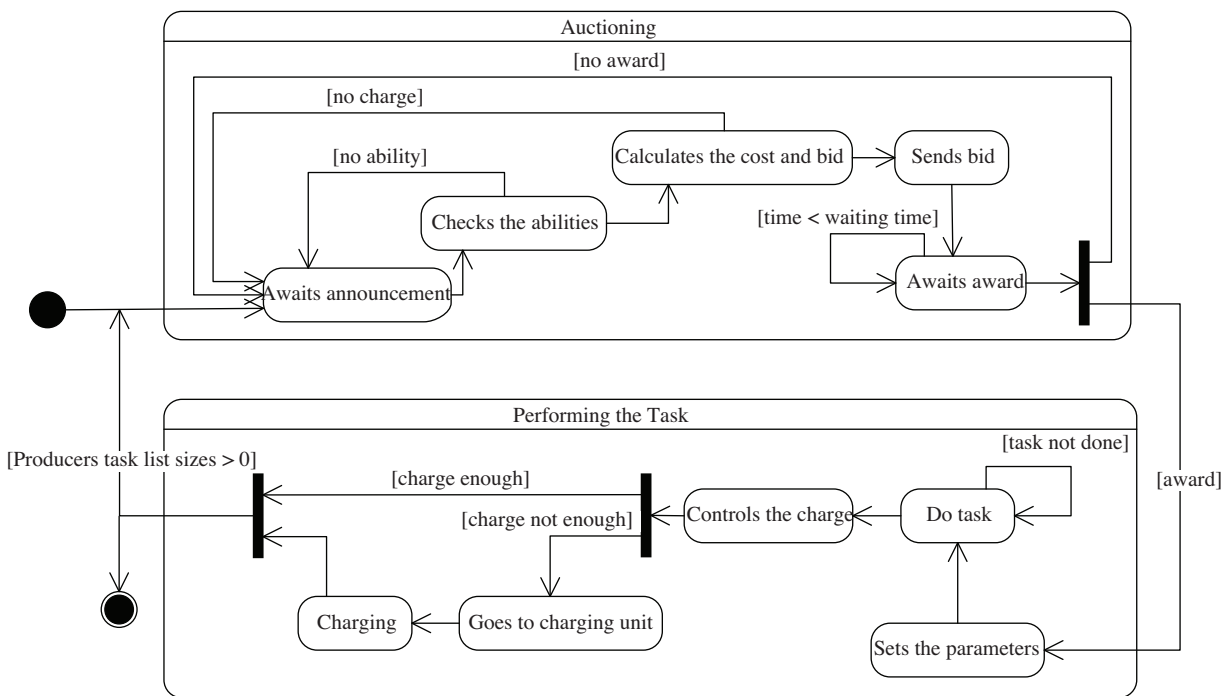 Auctioning
[no award]
[no charge]
[no ability]
Calculates the cost and bid
Sends bid
Checks the abilities
[time < waiting time]
Awaits announcement
Awaits award
Performing the Task
[Producers task list sizes > 0]
[task not done]
[charge enough]
[award]
[charge not enough]
Controls the charge
Do task
Charging
Goes to charging unit
Sets the parameters